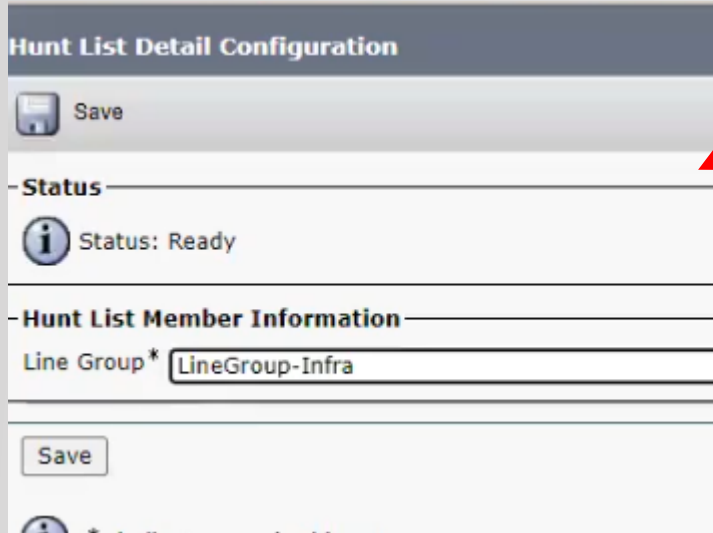 Hunt List Detail Configuration
Save
Status
Status: Ready
Hunt List Member Information
Line Group* LineGroup-Infra
Save